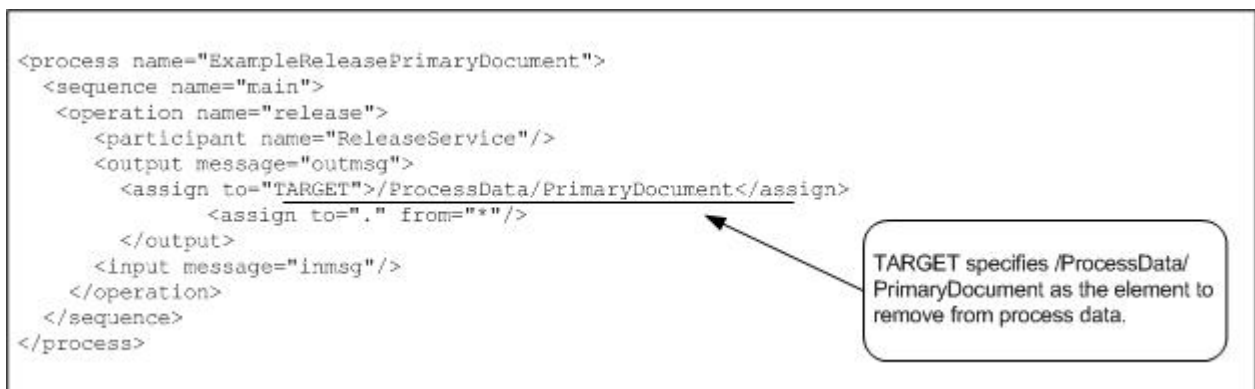 <process name="ExampleReleasePrimaryDocument">
<sequence name="main">
<operation name="release">
<participant name="ReleaseService"/>
<output message="outmsg">
<assign to="TARGET">/ProcessData/PrimaryDocument</assign>
<assign to="." from="*"/>
</output>
<input message="inmsg"/>
</operation>
</sequence>
</process>
TARGET specifies /ProcessData/
PrimaryDocument as the element to
remove from process data.